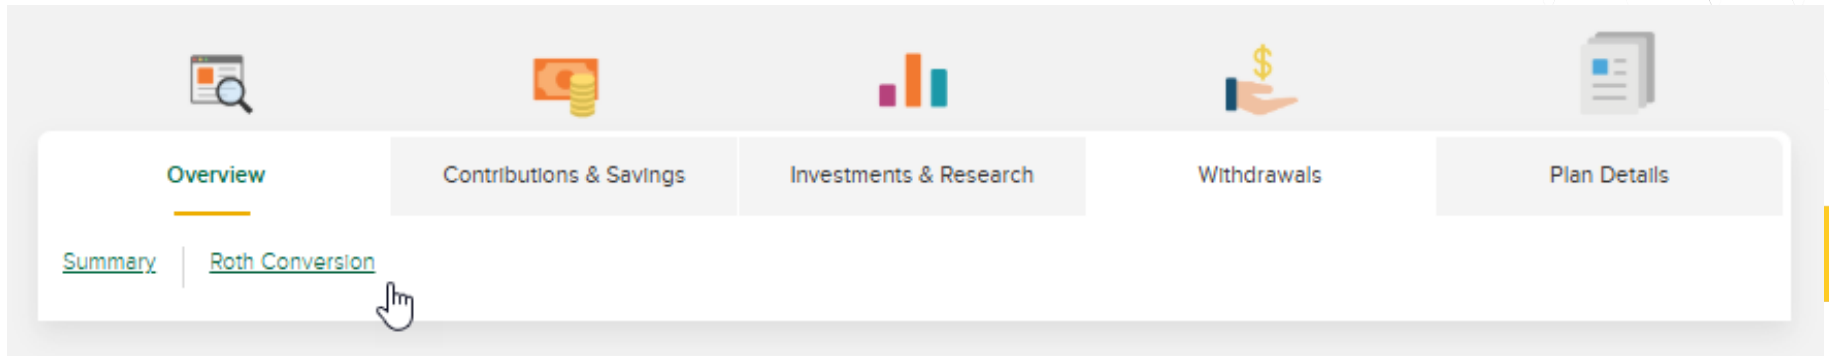 Overview Contributions & Savings Investments & Research Withdrawals Plan Details
Summary Roth Conversion